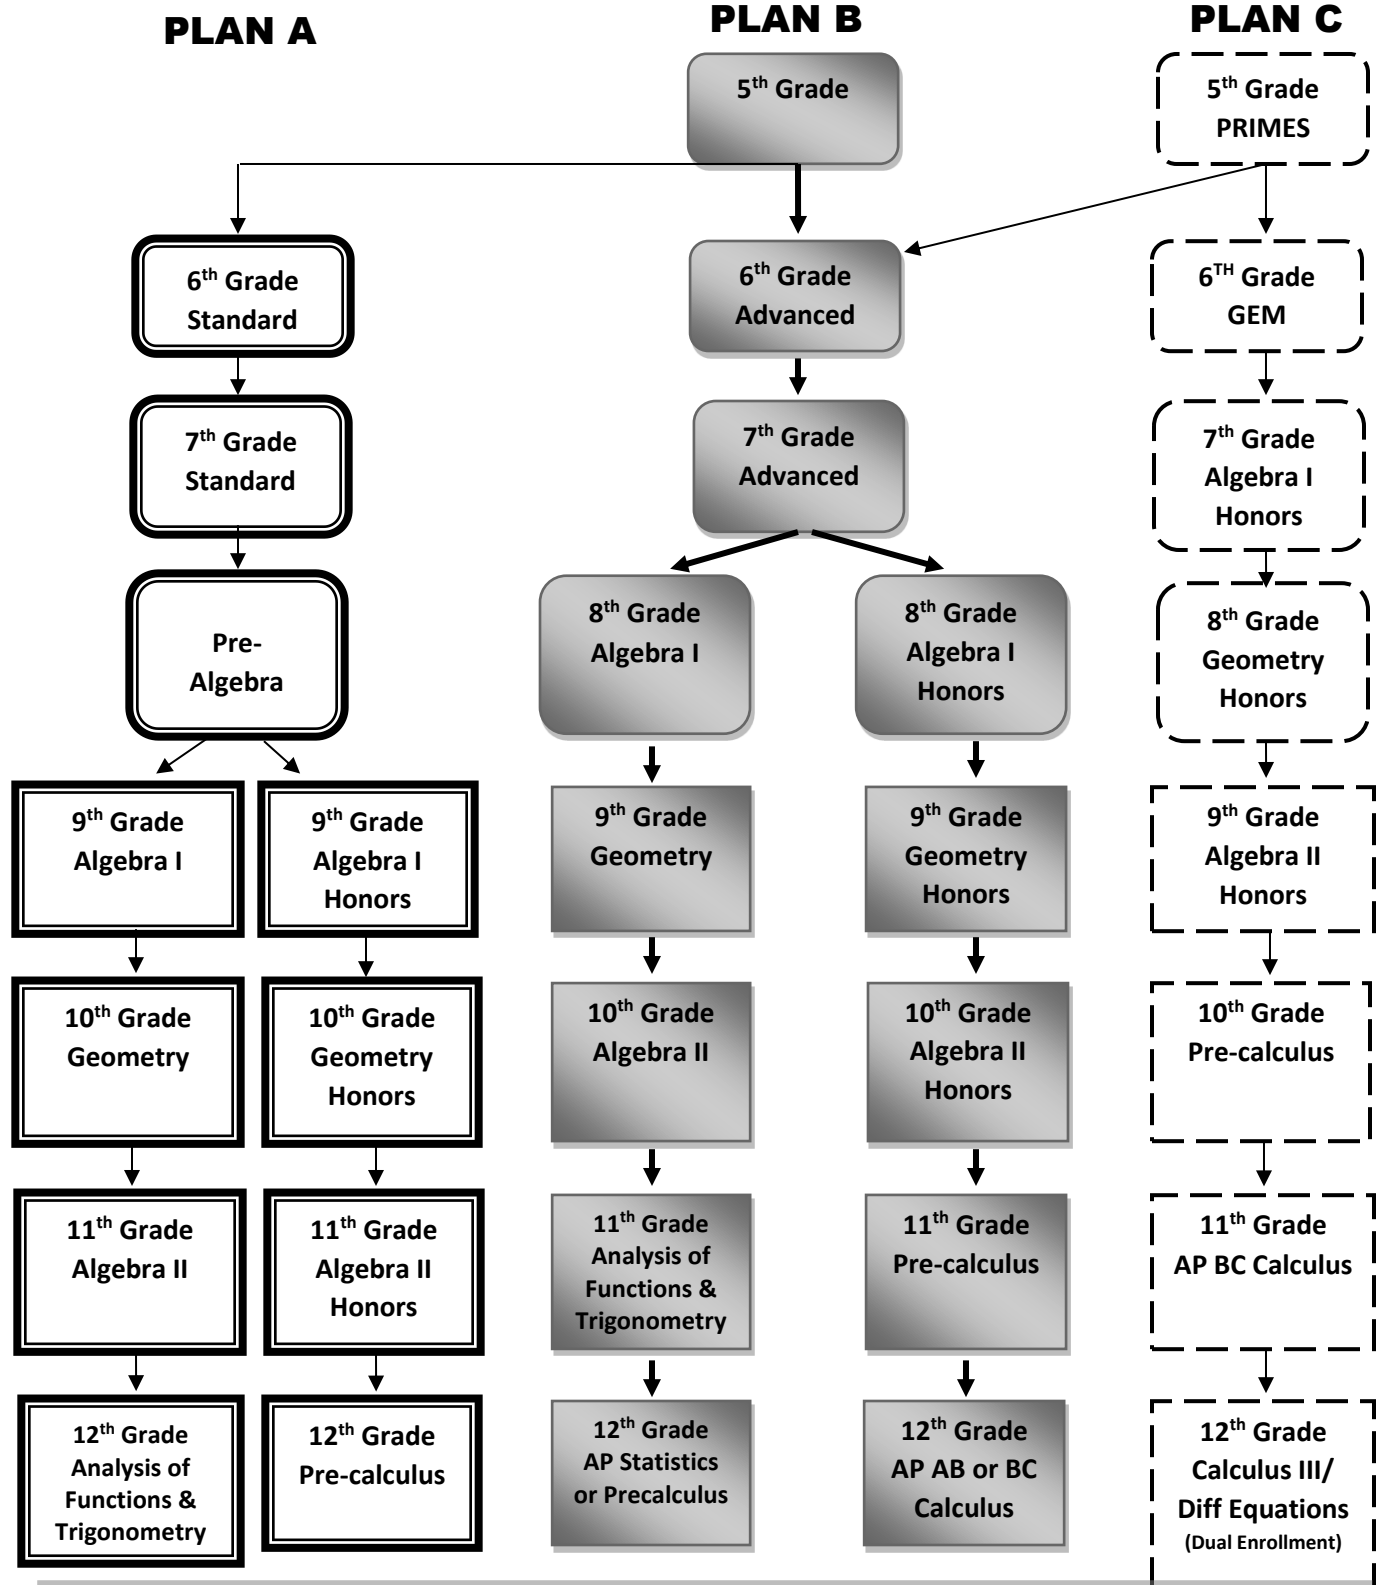 PLAN A
PLAN B
PLAN C
5th Grade
5th Grade
PRIMES
6th Grade
Standard
6th Grade
Advanced
6TH Grade
GEM
7th Grade
Standard
7th Grade
Advanced
7th Grade
Algebra I
Honors
Pre-
Algebra
8th Grade
Algebra I
8th Grade
Algebra I
Honors
8th Grade
Geometry
Honors
9th Grade
Algebra I
9th Grade
Algebra I
Honors
9th Grade
Geometry
9th Grade
Geometry
Honors
9th Grade
Algebra II
Honors
10th Grade
Geometry
10th Grade
Geometry
Honors
10th Grade
Algebra II
10th Grade
Algebra II
Honors
10th Grade
Pre-calculus
11th Grade
Algebra II
11th Grade
Algebra II
Honors
11th Grade
Analysis of
Functions &
Trigonometry
11th Grade
Pre-calculus
11th Grade
AP BC Calculus
12th Grade
Analysis of
Functions &
Trigonometry
12th Grade
Pre-calculus
12th Grade
AP Statistics
or Precalculus
12th Grade
AP AB or BC
Calculus
12th Grade
Calculus III/
Diff Equations
(Dual Enrollment)